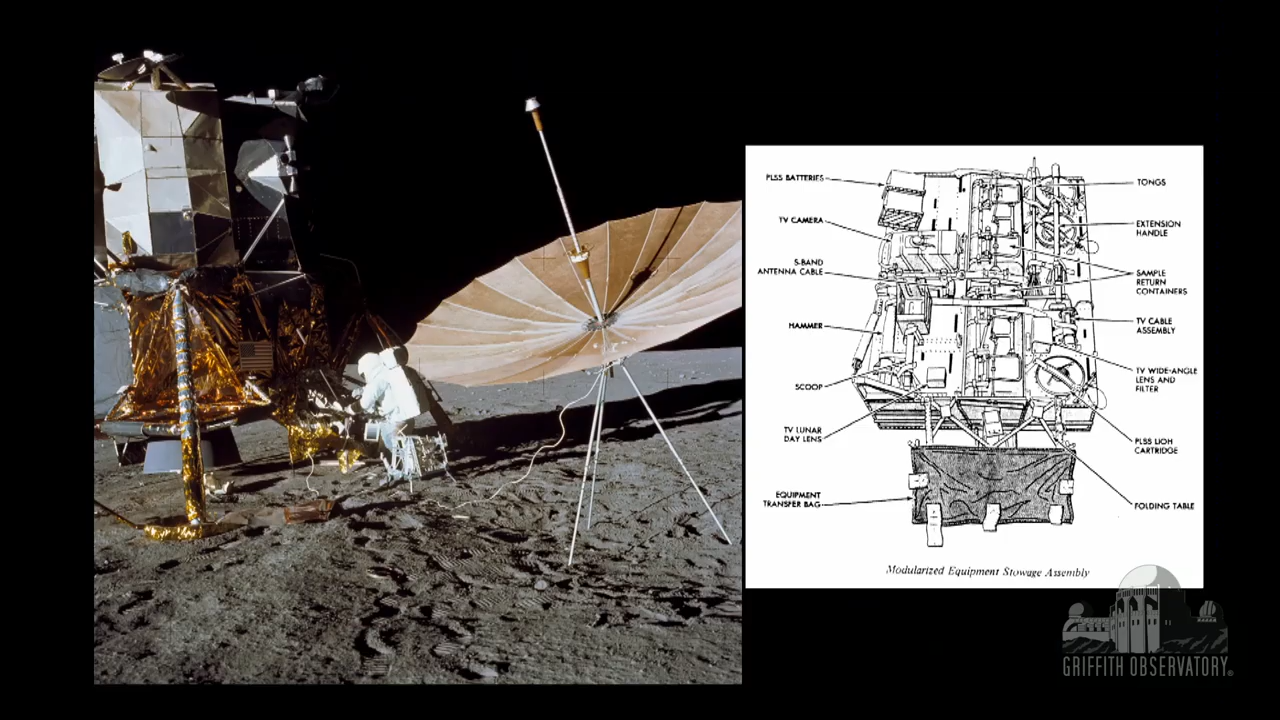 PLSS BATTERIES
TV CAMERA
S-BAND
ANTENNA CABLE
HAMMER
SCOOP
TV LUNAR
DAY LENS
EQUIPMENT
TRANSFER BAG
TONGS
EXTENSION
HANDLE
SAMPLE
RETURN
CONTAINERS
TV CABLE
ASSEMBLY
TV WIDE-ANGLE
LENS AND
FILTER
PLSS LIOH
CARTRIDGE
FOLDING TABLE
Modularized Equipment Stowage Assembly
GRIFFITH OBSERVATORY®